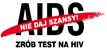 AIDS
NIE DAJ SZANSY!
ZRÓB TEST NA HIV